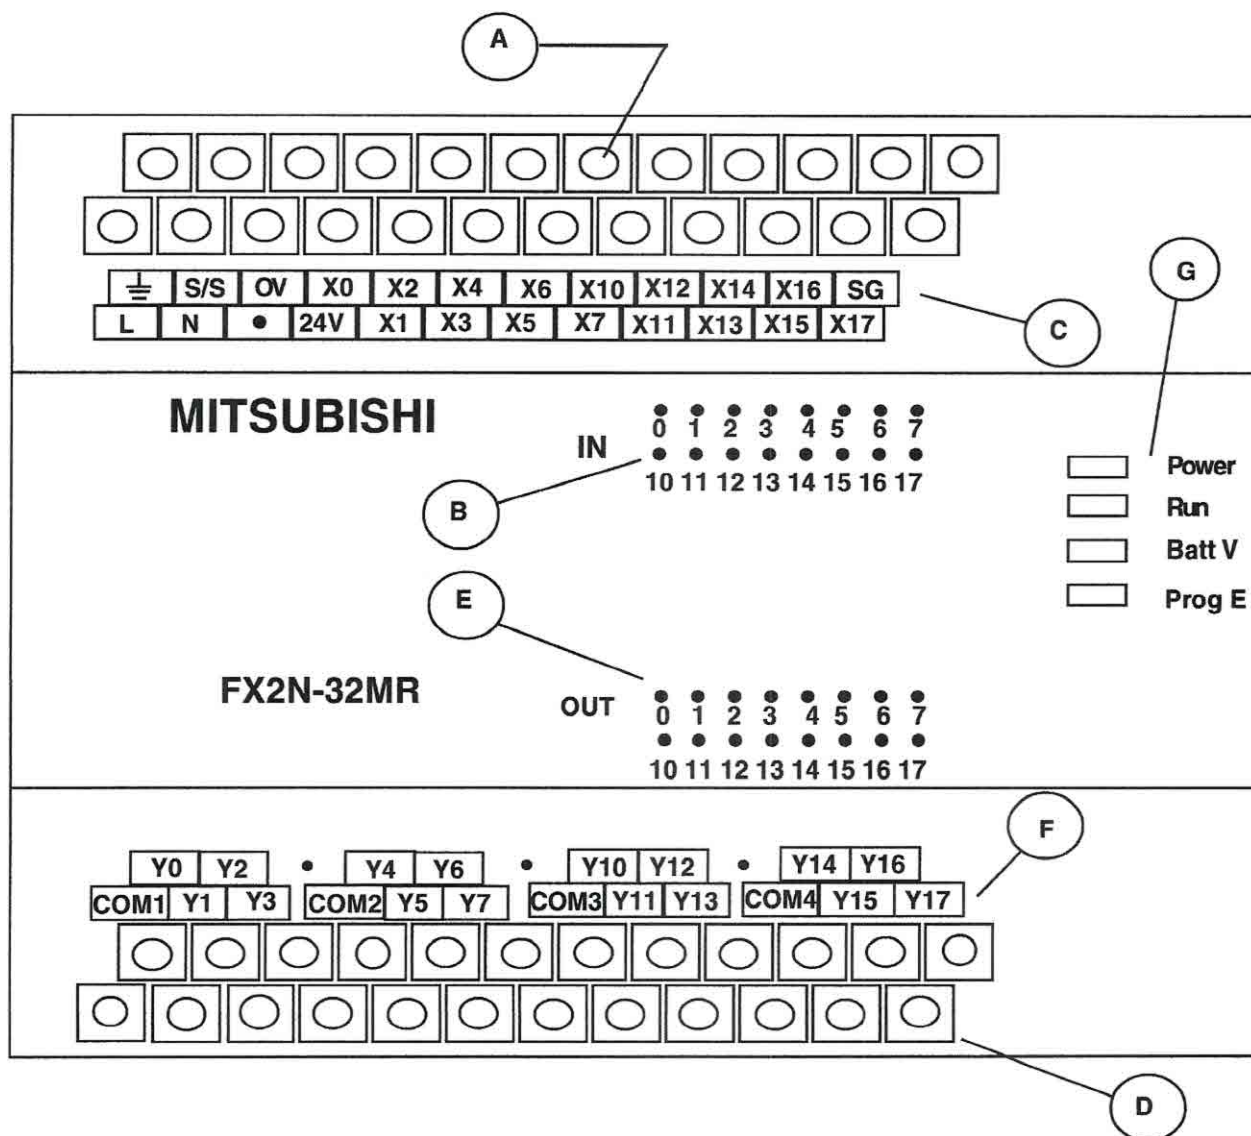 A
S/S OV X0 X2 X4 X6 X10 X12 X14 X16 SG
L N • 24V X1 X3 X5 X7 X11 X13 X15 X17
C
G
MITSUBISHI
IN
0 1 2 3 4 5 6 7
10 11 12 13 14 15 16 17
B
Power
Run
Batt V
Prog E
E
FX2N-32MR
OUT
0 1 2 3 4 5 6 7
10 11 12 13 14 15 16 17
F
Y0 Y2 • Y4 Y6 • Y10 Y12 • Y14 Y16
COM1 Y1 Y3 COM2 Y5 Y7 COM3 Y11 Y13 COM4 Y15 Y17
D